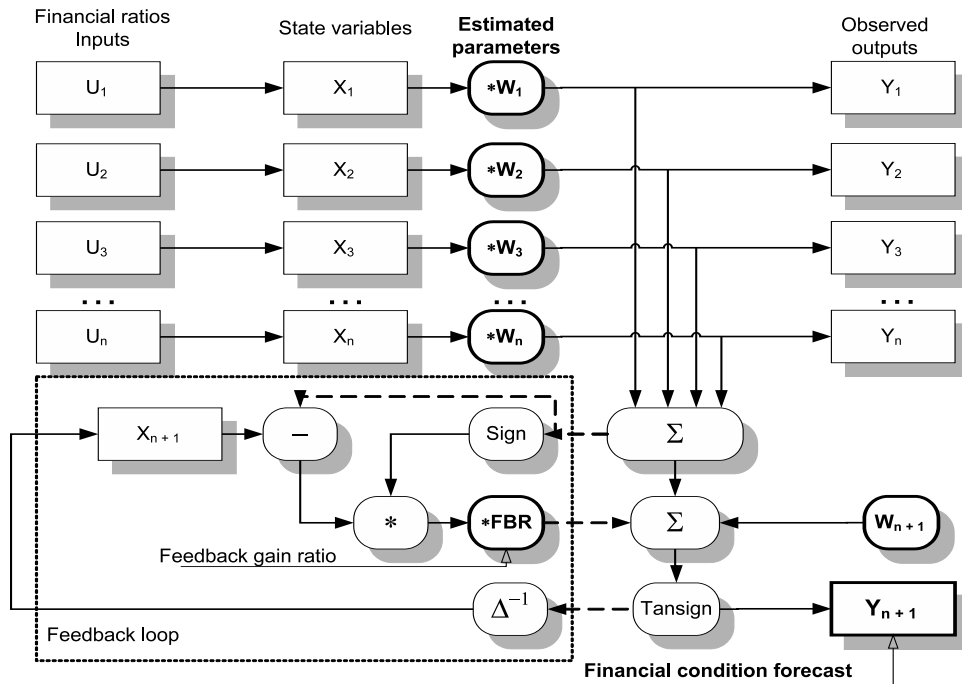 Financial ratios
Inputs
State variables
Estimated
parameters
Observed
outputs
U1
X1
*W1
Y1
U2
X2
*W2
Y2
U3
X3
*W3
Y3
...
...
...
...
Un
Xn
*Wn
Yn
Xn + 1
−
Sign
Σ
*
*FBR
Σ
Wn + 1
Feedback gain ratio
Δ−1
Tansign
Yn + 1
Feedback loop
Financial condition forecast